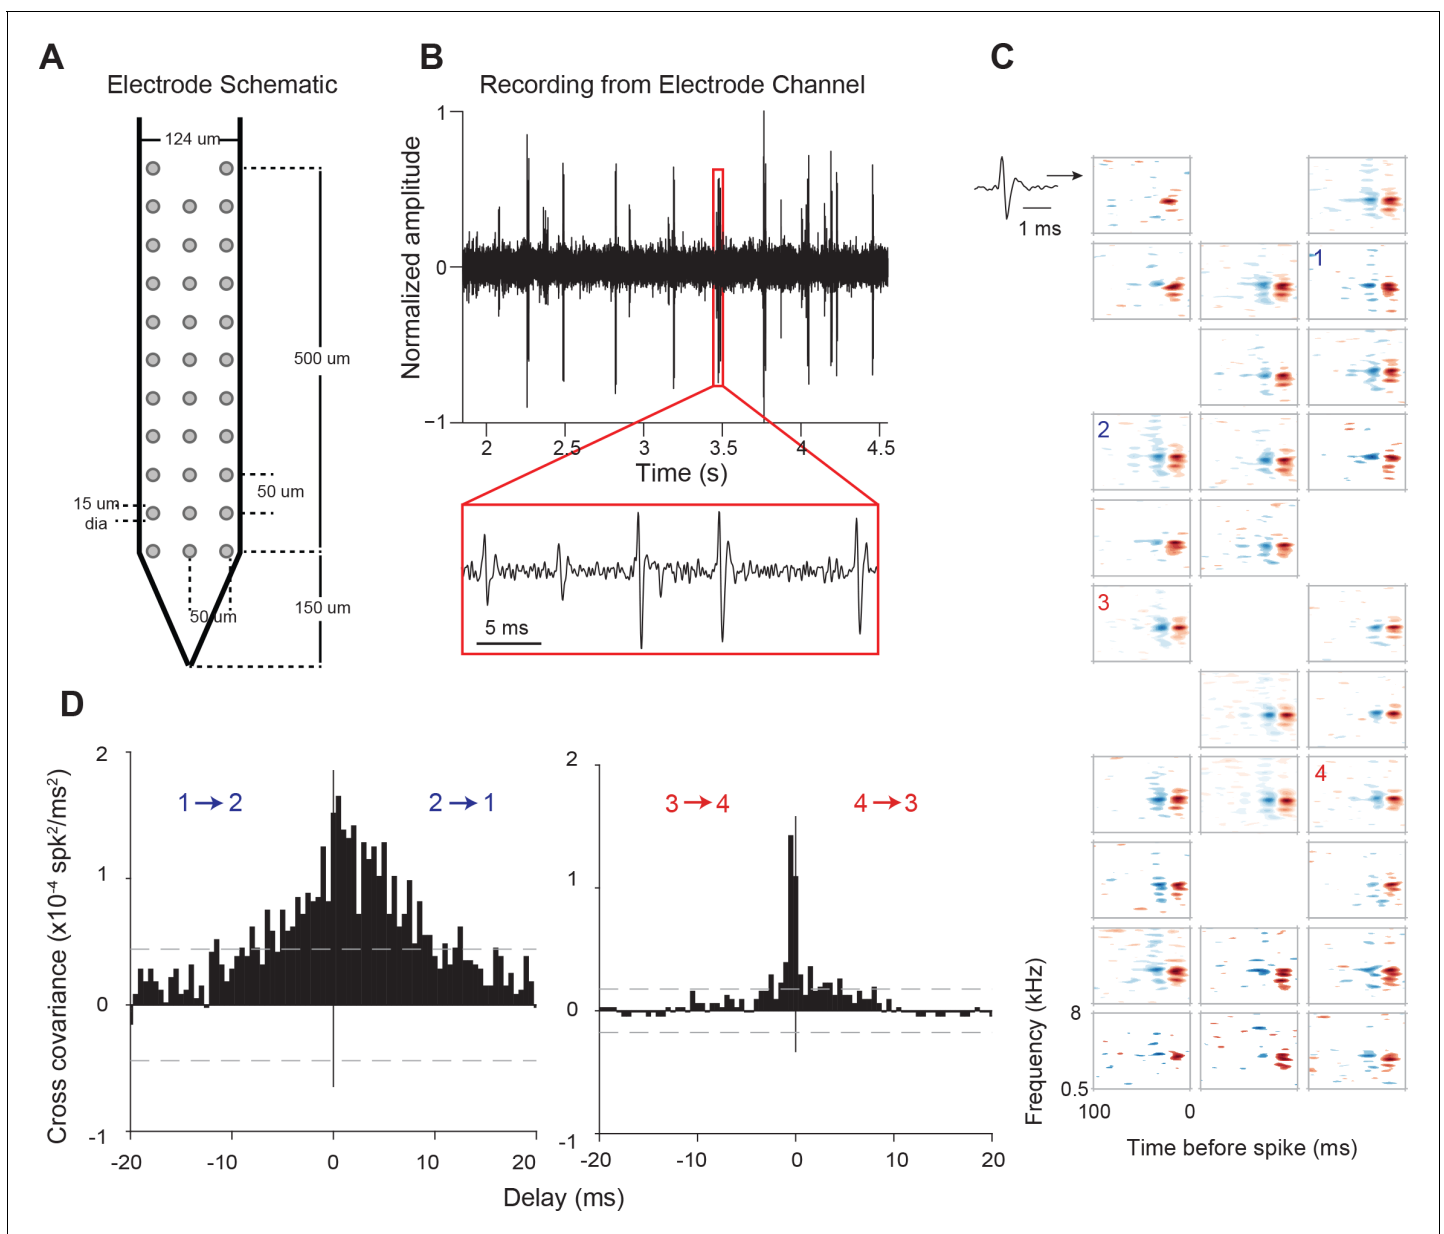 A
Electrode Schematic
124 um
500 um
50 um
15 um
dia
50 um
150 um
B
Recording from Electrode Channel
Normalized amplitude
1
0
−1
2
2.5
3
3.5
4
4.5
Time (s)
5 ms
C
1 ms
1
2
3
4
Frequency (kHz)
8
0.5
100
0
Time before spike (ms)
D
Cross covariance (x10-4 spk2/ms2)
2
1
0
-1
1 → 2
2 → 1
-20
-10
0
10
20
2
1
0
-1
3 → 4
4 → 3
-20
-10
0
10
20
Delay (ms)